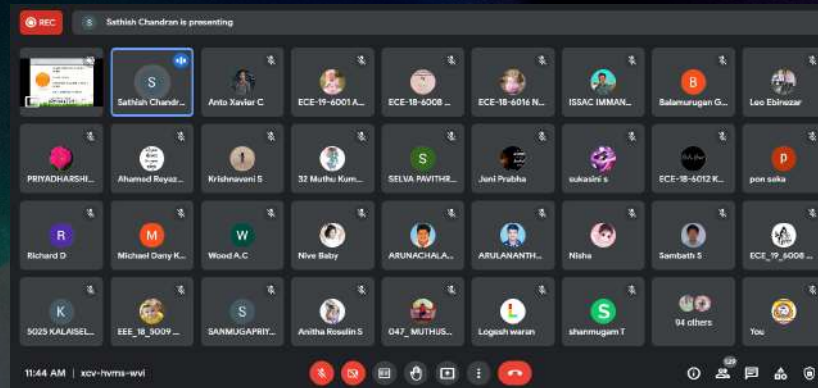 REC S Sathish Chandran is presenting
S B
Sathish Chandr... Anto Xavier C ECE-19-6001 A... ECE-18-6008 ... ECE-18-6016 N... ISSAC IMMAN... Balamurugan G... Leo Ebinezar
S p
PRIYADHARSHI... Ahamed Reyaz... Krishnaveni S 32 Muthu Kum... SELVA PAVITHR... Jeni Prabha sukasini s ECE-18-6012 K... pon saka
R M W
Richard D Michael Dany K... Wood A.C Nive Baby ARUNACHALA... ARULANANTH... Nisha Sambath S ECE_19_6008 ...
K S L S 94 others
5025 KALAISEL... EEE_18_5009 ... SANMUGAPRIY... Anitha Roselin S 047_MUTHUS... Logesh waran shanmugam T You
11:44 AM | xcv-hvms-wvi 129